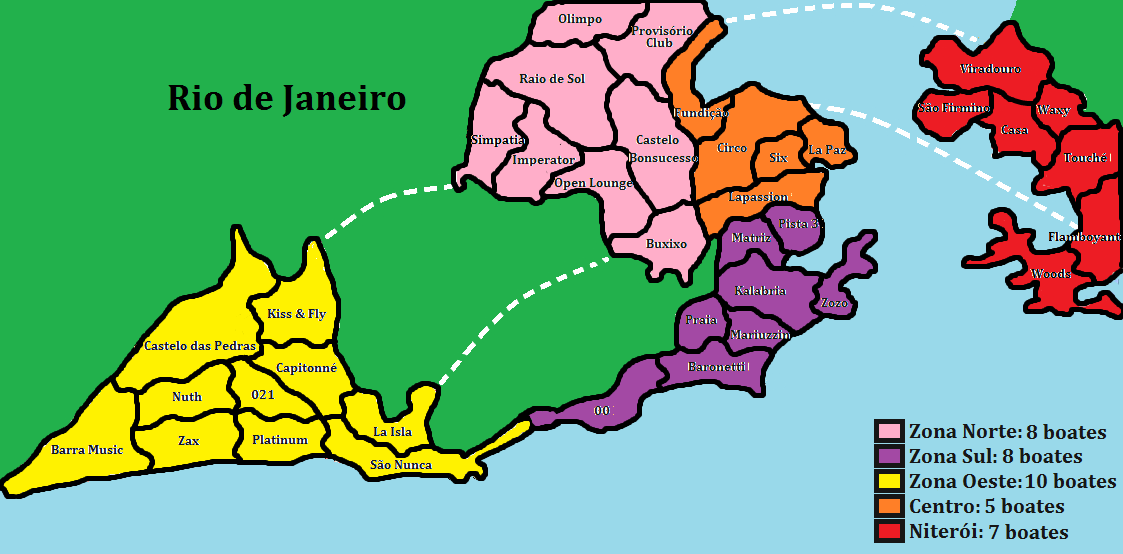 Olimpo
Provisório
Club
Viradouro
Raio de Sol
Rio de Janeiro
São Firmino
Waxy
Fundição
Casa
Simpatia
Castelo
Bonsucesso
Circo
Six
La Paz
Imperator
Touché
Open Lounge
Lapassion
Pista 3
Matriz
Flamboyant
Buxixo
Woods
Kalabria
Zozo
Kiss & Fly
Praia
Mariuzzin
Castelo das Pedras
Capitonné
Baronetti
Nuth
021
00
La Isla
Barra Music
Zax
Platinum
São Nunca
Zona Norte: 8 boates
Zona Sul: 8 boates
Zona Oeste: 10 boates
Centro: 5 boates
Niterói: 7 boates